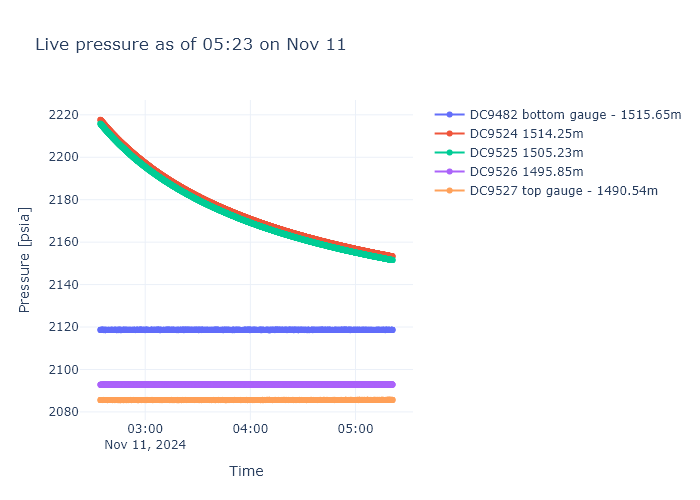 Live pressure as of 05:23 on Nov 11
DC9482 bottom gauge - 1515.65m
DC9524 1514.25m
DC9525 1505.23m
DC9526 1495.85m
DC9527 top gauge - 1490.54m
Pressure [psia]
2220
2200
2180
2160
2140
2120
2100
2080
03:00
04:00
05:00
Nov 11, 2024
Time